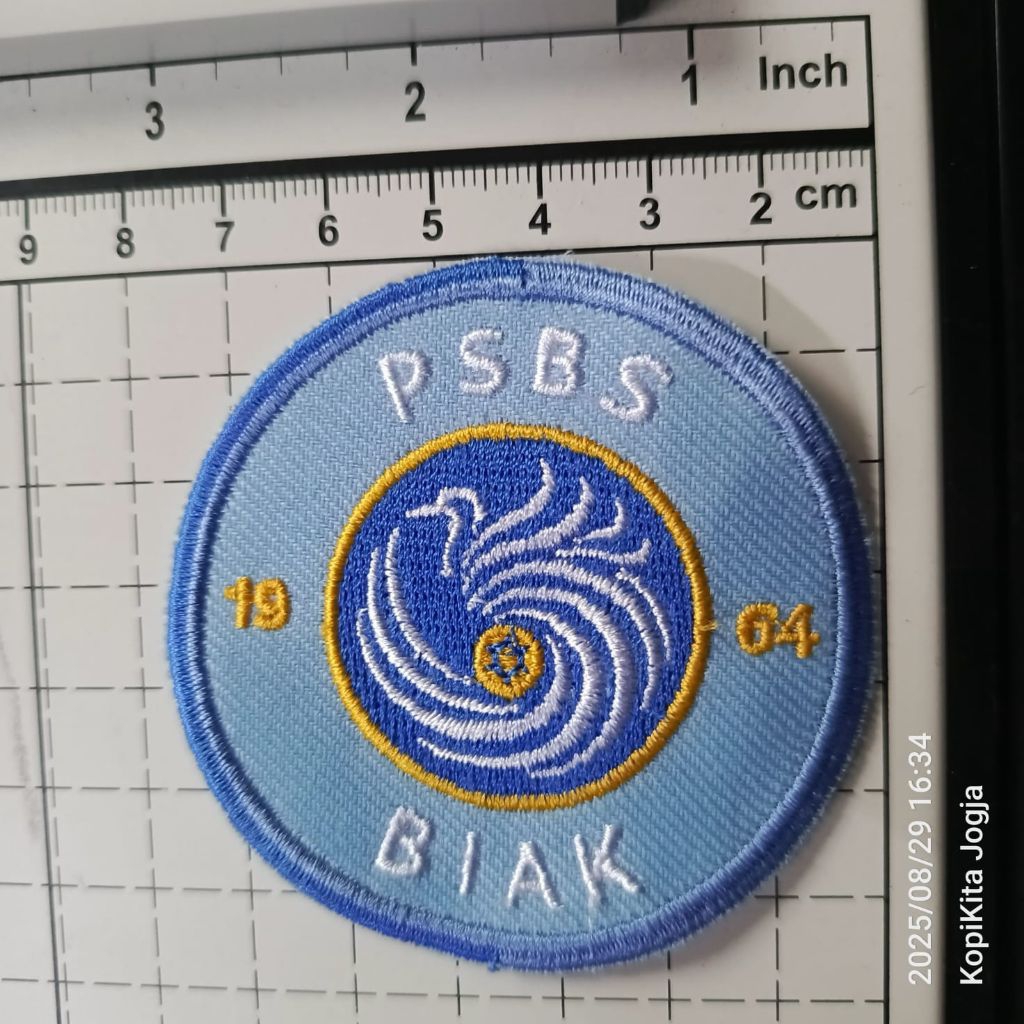 3 2 1 Inch
9 8 7 6 5 4 3 2 cm
PSBS
19 64
BIAK
2025/08/29 16:34
KopiKita Jogja